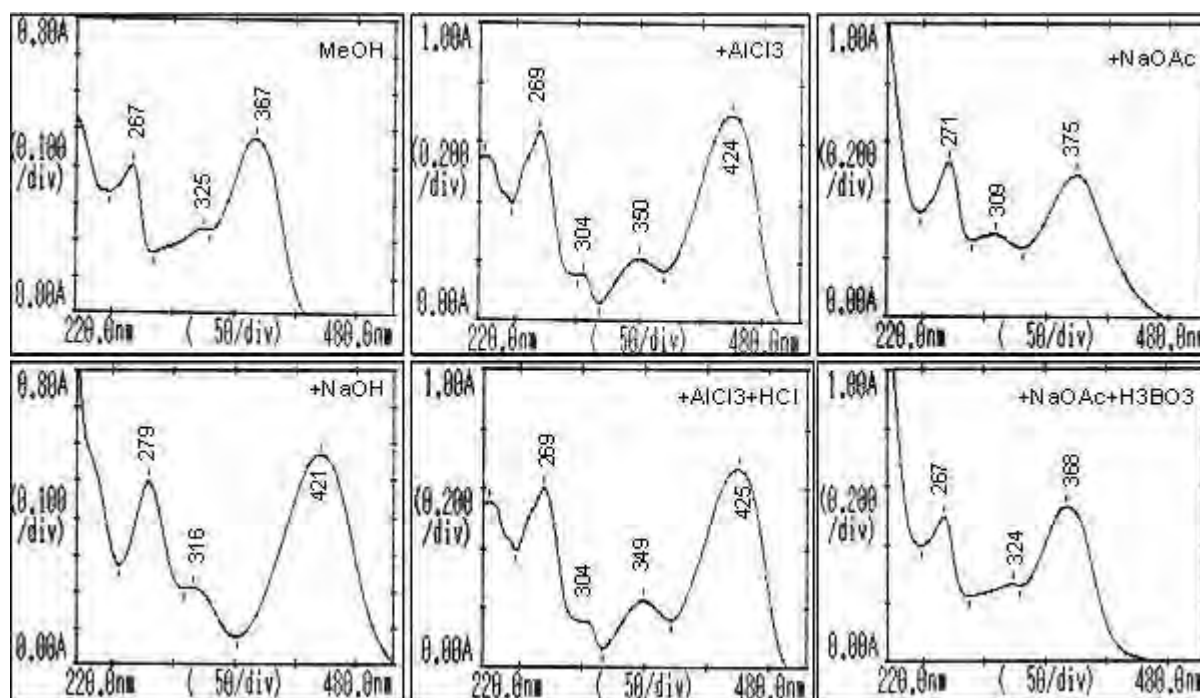 0.80A
MeOH
267
325
367
(0.100
/div)
0.00A
220.0nm ( 50/div) 480.0nm
1.00A
+AlCl3
269
304
350
424
(0.200
/div)
0.00A
220.0nm ( 50/div) 480.0nm
1.00A
+NaOAc
271
309
375
(0.200
/div)
0.00A
220.0nm ( 50/div) 480.0nm
0.80A
+NaOH
279
316
421
(0.100
/div)
0.00A
220.0nm ( 50/div) 480.0nm
1.00A
+AlCl3+HCl
269
304
349
425
(0.200
/div)
0.00A
220.0nm ( 50/div) 480.0nm
1.00A
+NaOAc+H3BO3
267
324
368
(0.200
/div)
0.00A
220.0nm ( 50/div) 480.0nm